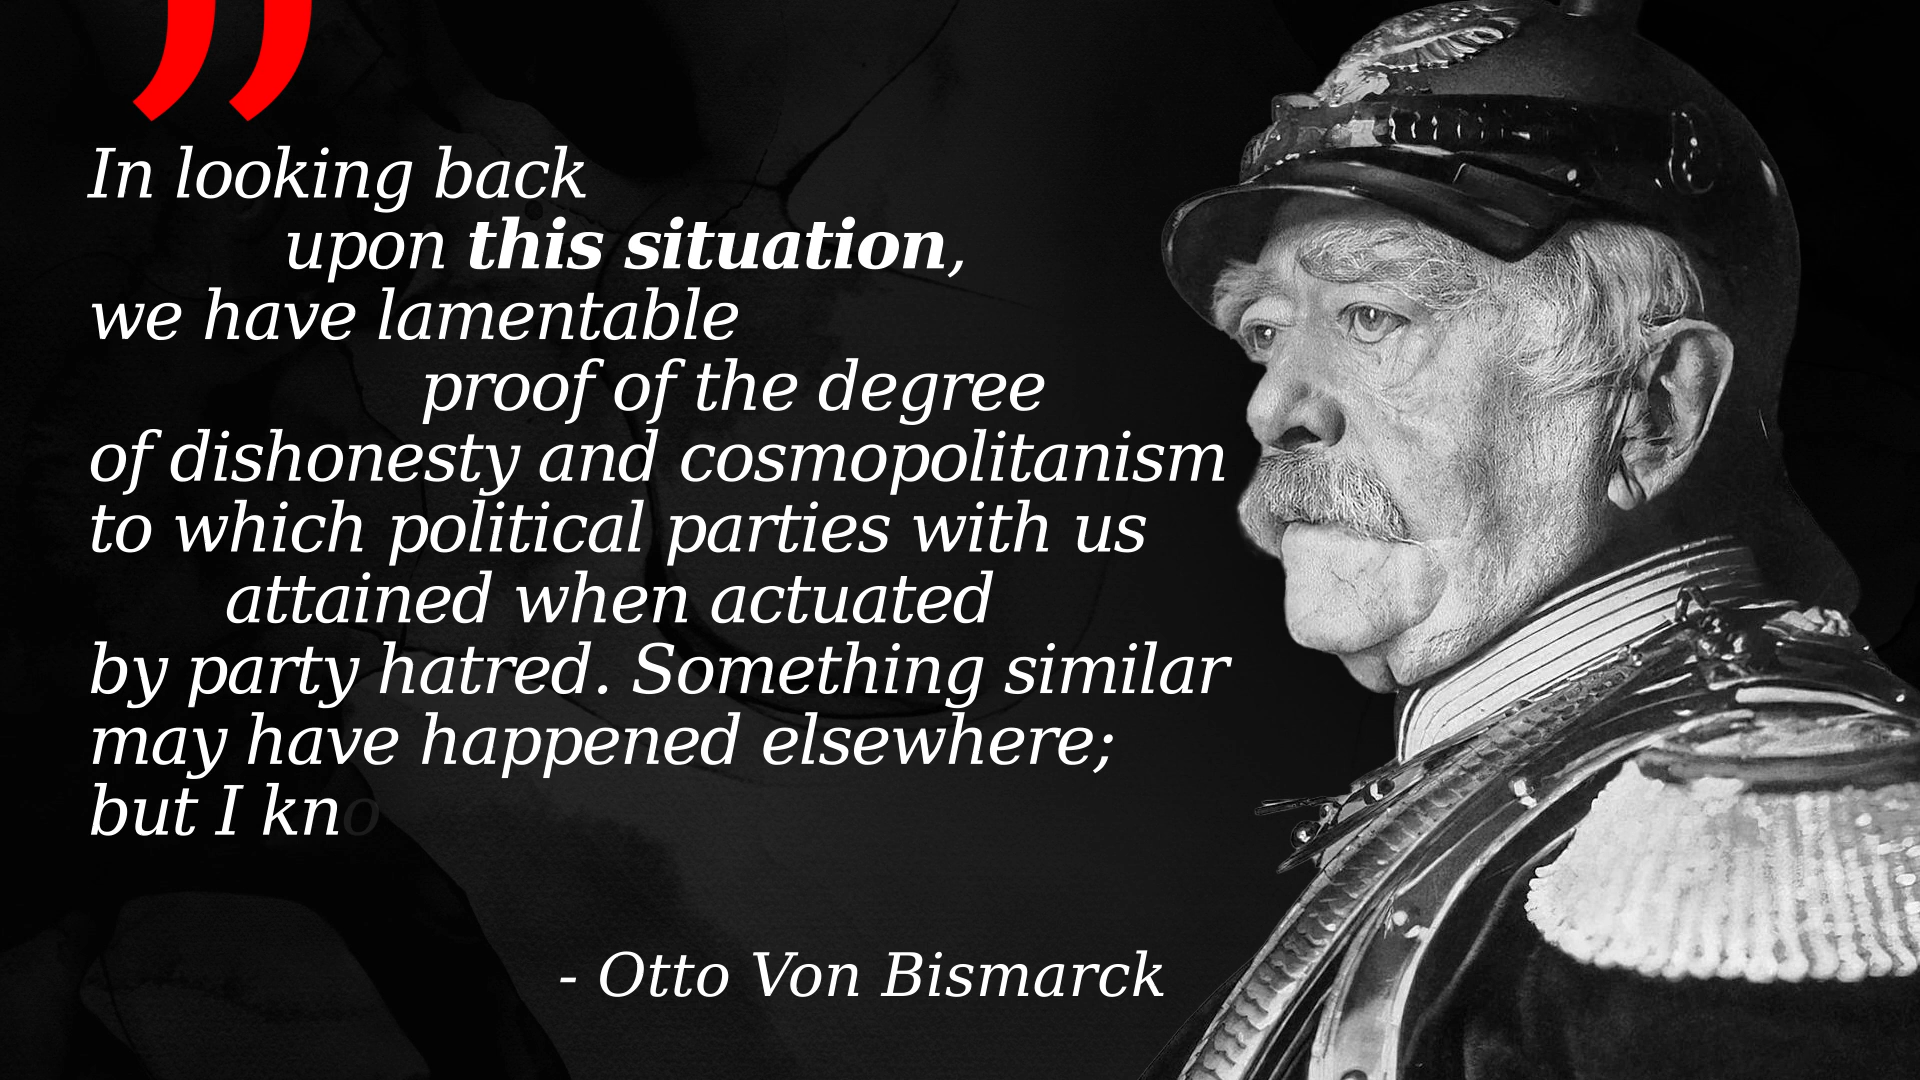 ”
In looking back
upon this situation,
we have lamentable
proof of the degree
of dishonesty and cosmopolitanism
to which political parties with us
attained when actuated
by party hatred. Something similar
may have happened elsewhere;
but I kno
- Otto Von Bismarck